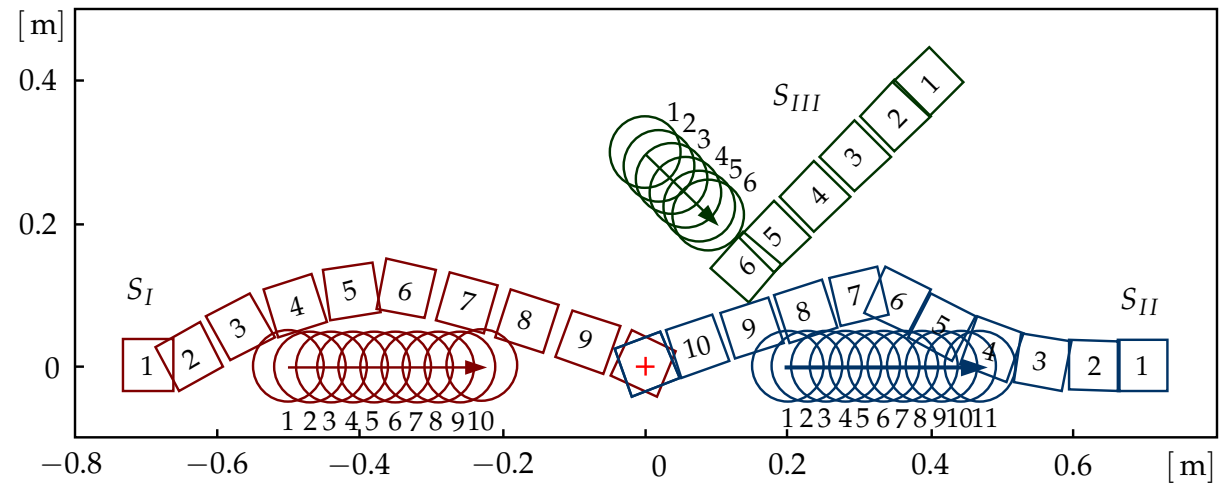 [m]
0.4
0.2
0
S_I
S_II
S_III
1 2 3 4 5 6 7 8 9
10 9 8 7 6 5 4 3 2 1
1 2 3 4 5 6
1 2 3 4 5 6
1 2 3 4 5 6 7 8 9 10
1 2 3 4 5 6 7 8 9 10 11
−0.8 −0.6 −0.4 −0.2 0 0.2 0.4 0.6 [m]